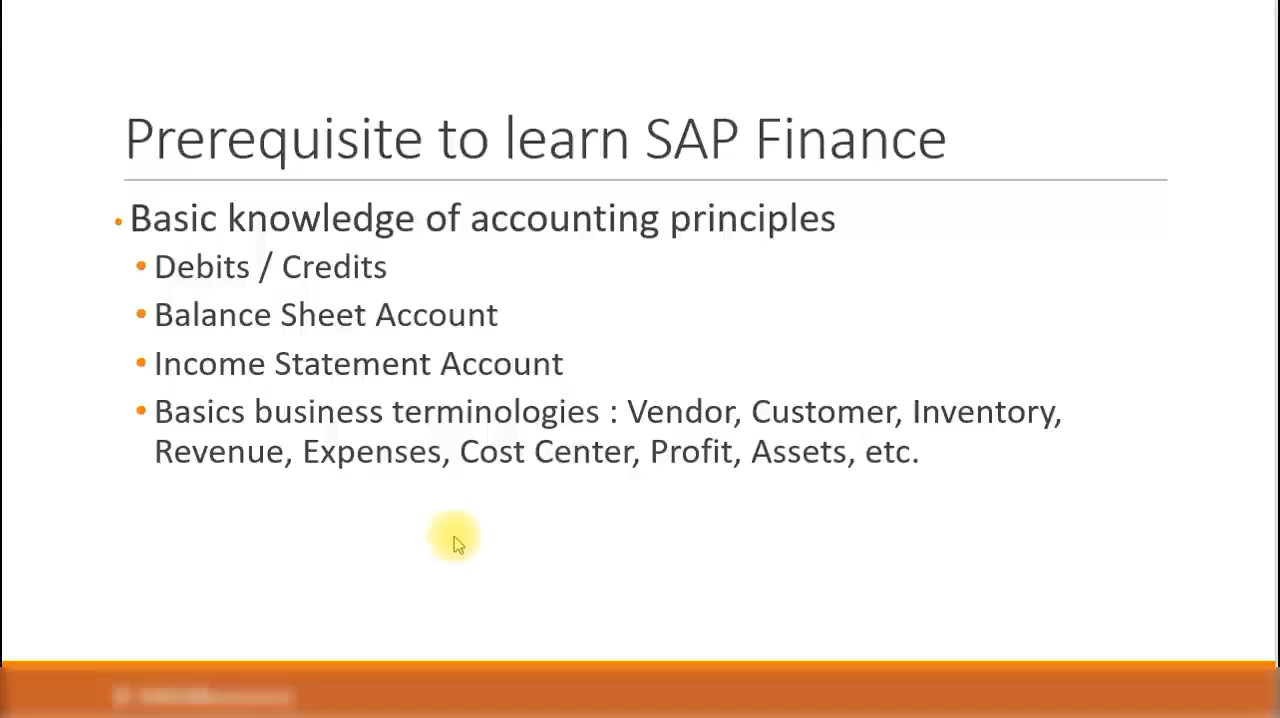 Prerequisite to learn SAP Finance
• Basic knowledge of accounting principles
• Debits / Credits
• Balance Sheet Account
• Income Statement Account
• Basics business terminologies : Vendor, Customer, Inventory,
Revenue, Expenses, Cost Center, Profit, Assets, etc.